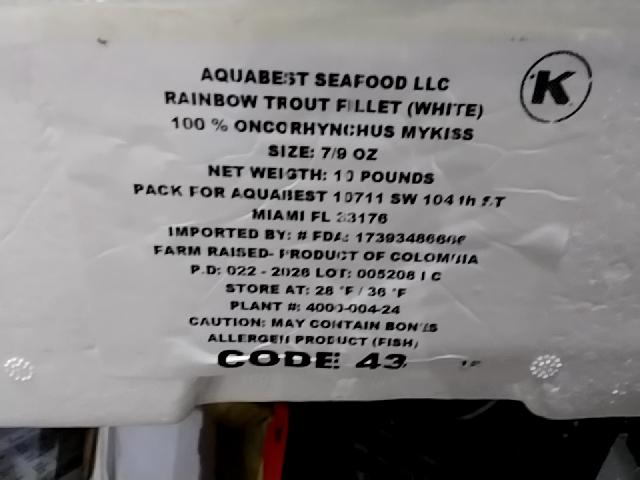 AQUABEST SEAFOOD LLC
K
RAINBOW TROUT FILLET (WHITE)
100 % ONCORHYNCHUS MYKISS
SIZE: 7/9 OZ
NET WEIGTH: 10 POUNDS
PACK FOR AQUABEST 10711 SW 104 th ST
MIAMI FL 33176
IMPORTED BY: # FDA:
FARM RAISED- PRODUCT OF COLOMBIA
P.D: 022 - 2026 LOT: 005208
STORE AT: 28 °F / 36 °F
PLANT #: 4000-004-24
CAUTION: MAY CONTAIN BONES
ALLERGEN PRODUCT (FISH)
CODE 43